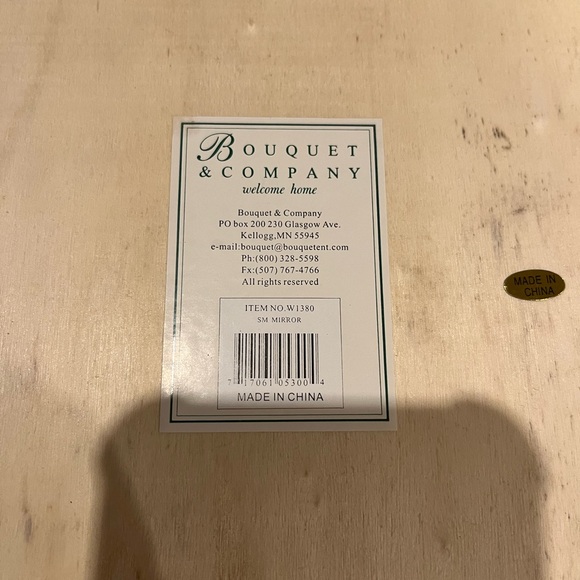 BOUQUET
& COMPANY
welcome home
Bouquet & Company
PO box 200 230 Glasgow Ave.
Kellogg,MN 55945
e-mail:bouquet@bouquetent.com
Ph:(800) 328-5598
Fx:(507) 767-4766
All rights reserved
ITEM NO.W1380
SM MIRROR
17061 05300 4
MADE IN CHINA
MADE IN
CHINA